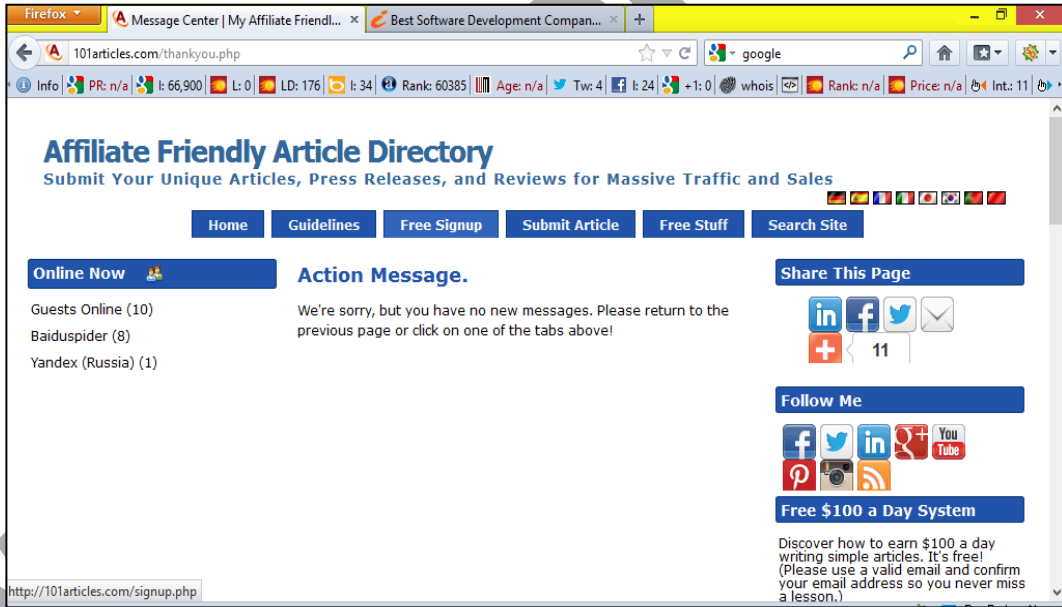 Firefox
Message Center | My Affiliate Friendl... ×
Best Software Development Compan... × +
101articles.com/thankyou.php
google
Info PR: n/a I: 66,900 L: 0 LD: 176 I: 34 Rank: 60385 Age: n/a Tw: 4 I: 24 +1: 0 whois Rank: n/a Price: n/a Int.: 11
Affiliate Friendly Article Directory
Submit Your Unique Articles, Press Releases, and Reviews for Massive Traffic and Sales
Home Guidelines Free Signup Submit Article Free Stuff Search Site
Online Now
Guests Online (10)
Baiduspider (8)
Yandex (Russia) (1)
Action Message.
We're sorry, but you have no new messages. Please return to the
previous page or click on one of the tabs above!
Share This Page
in f
+ 11
Follow Me
f in g+ You Tube
Free $100 a Day System
Discover how to earn $100 a day
writing simple articles. It's free!
(Please use a valid email and confirm
your email address so you never miss
a lesson.)
http://101articles.com/signup.php